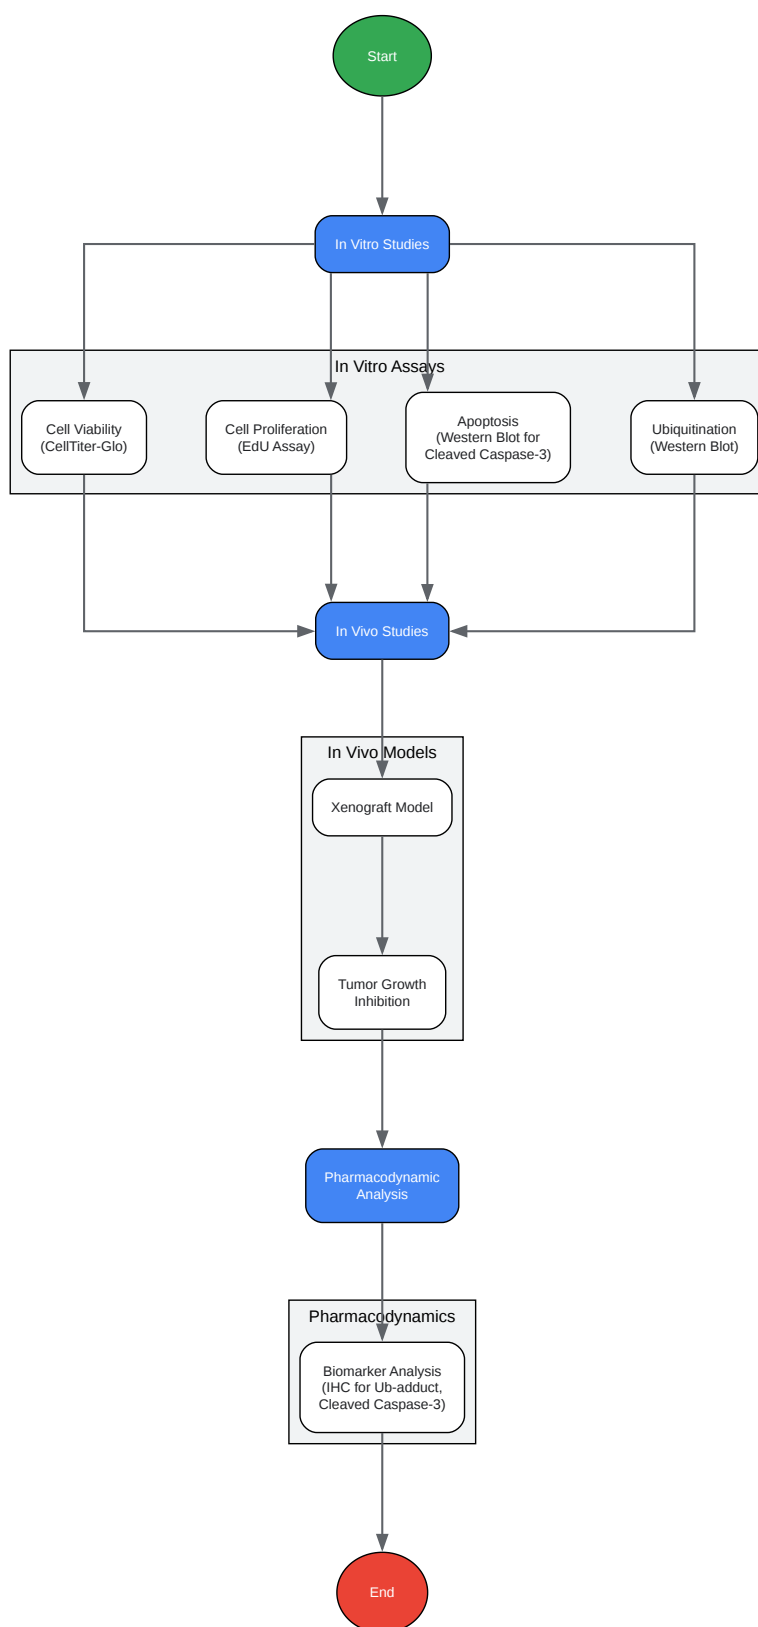 Start
In Vitro Studies
In Vitro Assays
Cell Viability
(CellTiter-Glo)
Cell Proliferation
(EdU Assay)
Apoptosis
(Western Blot for
Cleaved Caspase-3)
Ubiquitination
(Western Blot)
In Vivo Studies
In Vivo Models
Xenograft Model
Tumor Growth
Inhibition
Pharmacodynamic
Analysis
Pharmacodynamics
Biomarker Analysis
(IHC for Ub-adduct,
Cleaved Caspase-3)
End